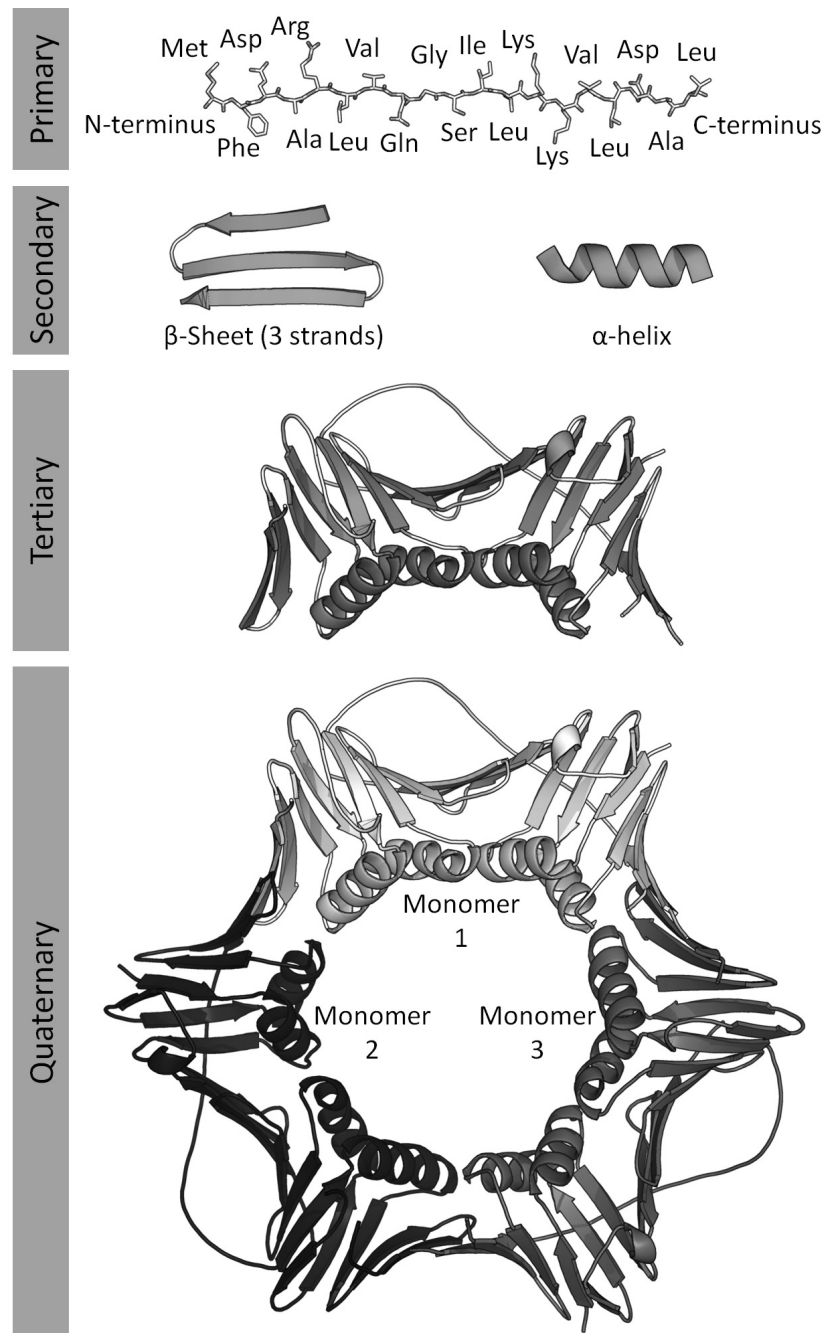 Primary
Met Asp Arg Val Gly Ile Lys Val Asp Leu
N-terminus Phe Ala Leu Gln Ser Leu Lys Leu Ala C-terminus
Secondary
β-Sheet (3 strands) α-helix
Tertiary
Quaternary
Monomer
1
Monomer Monomer
2 3